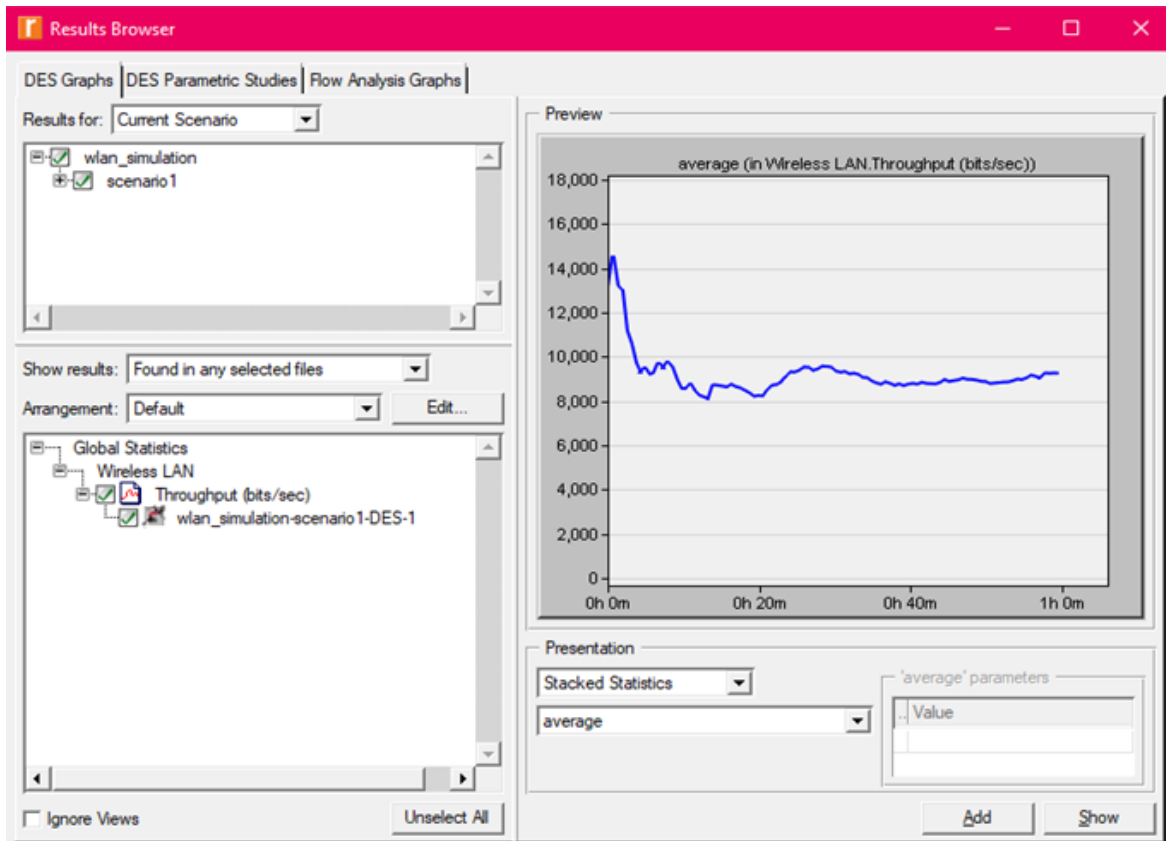 Results Browser
DES Graphs DES Parametric Studies Flow Analysis Graphs
Results for: Current Scenario
wlan_simulation
scenario1
Show results: Found in any selected files
Arrangement: Default Edit...
Global Statistics
Wireless LAN
Throughput (bits/sec)
wlan_simulation-scenario1-DES-1
Ignore Views Unselect All
Preview
average (in Wireless LAN.Throughput (bits/sec))
18,000
16,000
14,000
12,000
10,000
8,000
6,000
4,000
2,000
0
0h 0m 0h 20m 0h 40m 1h 0m
Presentation
Stacked Statistics
average
'average' parameters
.. Value
Add Show